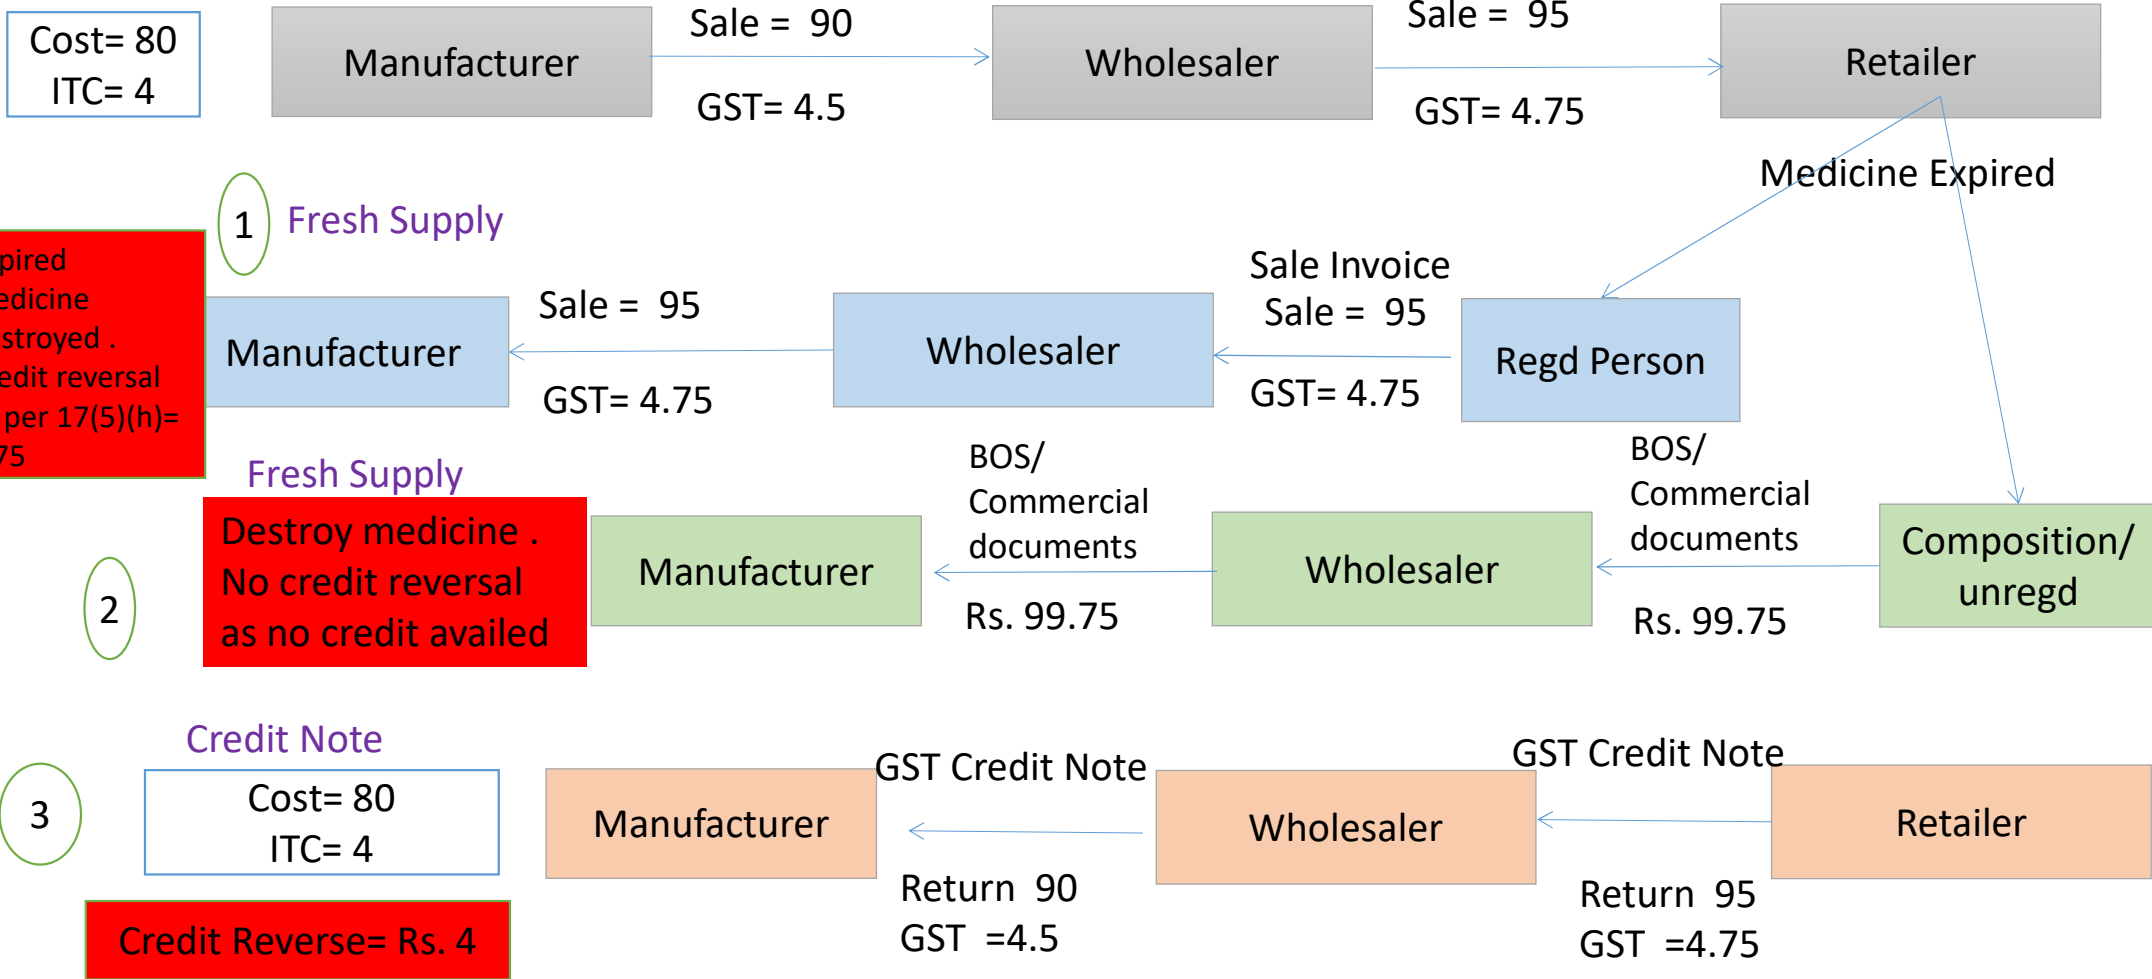 Cost= 80
ITC= 4
Manufacturer
Sale = 90
GST= 4.5
Wholesaler
Sale = 95
GST= 4.75
Retailer
Medicine Expired
1
Fresh Supply
destroyed .
reversal
per 17(5)(h)=
Manufacturer
Sale = 95
GST= 4.75
Wholesaler
Sale Invoice
Sale = 95
GST= 4.75
Regd Person
2
Fresh Supply
Destroy medicine .
No credit reversal
as no credit availed
Manufacturer
BOS/
Commercial
documents
Rs. 99.75
Wholesaler
BOS/
Commercial
documents
Rs. 99.75
Composition/
unregd
3
Credit Note
Cost= 80
ITC= 4
Credit Reverse= Rs. 4
Manufacturer
GST Credit Note
Return 90
GST =4.5
Wholesaler
GST Credit Note
Return 95
GST =4.75
Retailer